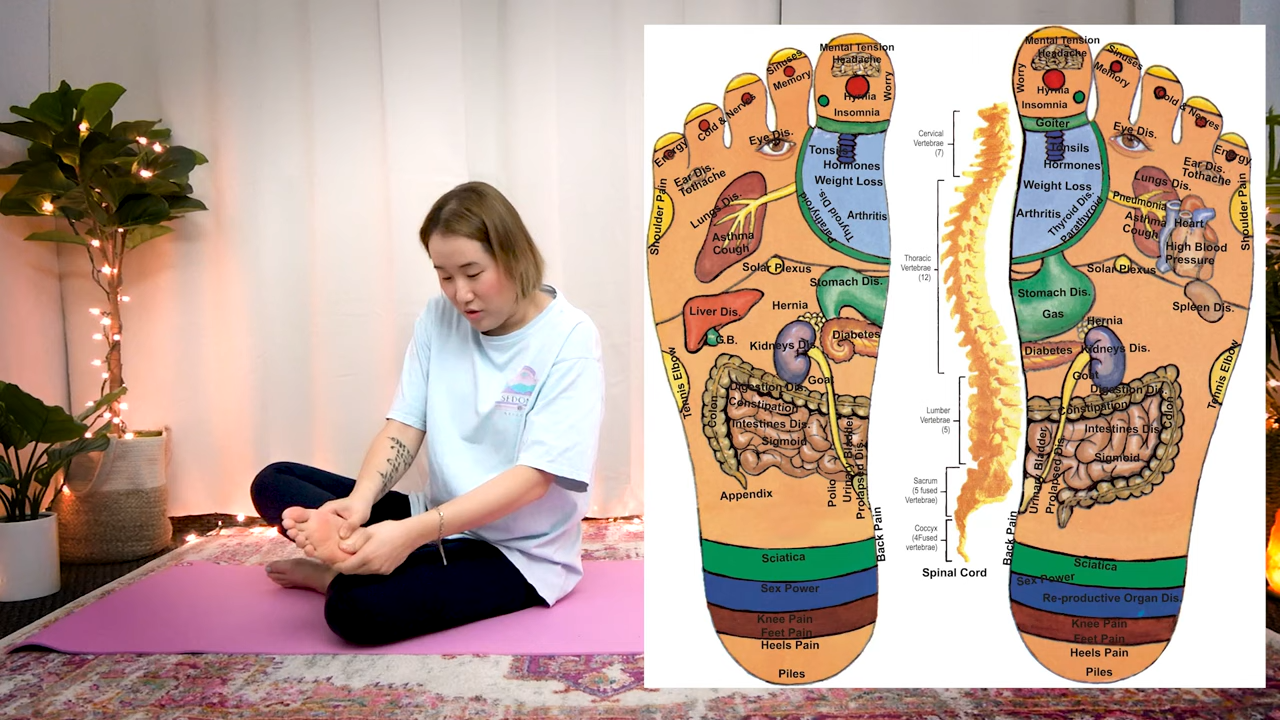 Mental Tension
Headache
Worry
Hyrnia
Insomnia
Sinuses
Memory
Cold & Nerves
Energy
Eye Dis.
Ear Dis.
Tothache
Shoulder Pain
Tonsils
Hormones
Weight Loss
Arthritis
Thyroid Dis.
Parathyroid
Lungs Dis.
Asthma
Cough
Solar Plexus
Stomach Dis.
Hernia
Liver Dis.
G.B.
Kidneys Dis.
Diabetes
Tennis Elbow
Goat
Digestion Dis.
Constipation
Colon
Intestines Dis.
Sigmoid
Appendix
Polio
Urinary Bladder
Prolapsed Dis.
Back Pain
Sciatica
Sex Power
Knee Pain
Feet Pain
Heels Pain
Piles
Cervical
Vertebrae
(7)
Thoracic
Vertebrae
(12)
Lumber
Vertebrae
(5)
Sacrum
(5 fused
Vertebrae)
Coccyx
(4Fused
vertebrae)
Spinal Cord
Mental Tension
Headache
Worry
Hyrnia
Insomnia
Goiter
Sinuses
Memory
Cold & Nerves
Energy
Eye Dis.
Ear Dis.
Tothache
Shoulder Pain
Tonsils
Hormones
Weight Loss
Arthritis
Thyroid Dis.
Parathyroid
Lungs Dis.
Pneumonia
Asthma
Cough
Heart
High Blood
Pressure
Solar Plexus
Spleen Dis.
Stomach Dis.
Gas
Hernia
Diabetes
Kidneys Dis.
Gout
Tennis Elbow
Digestion Dis.
Constipation
Colon
Intestines Dis.
Sigmoid
Urinary Bladder
Prolapsed Dis.
Back Pain
Sciatica
Sex Power
Re-productive Organ Dis.
Knee Pain
Feet Pain
Heels Pain
Piles